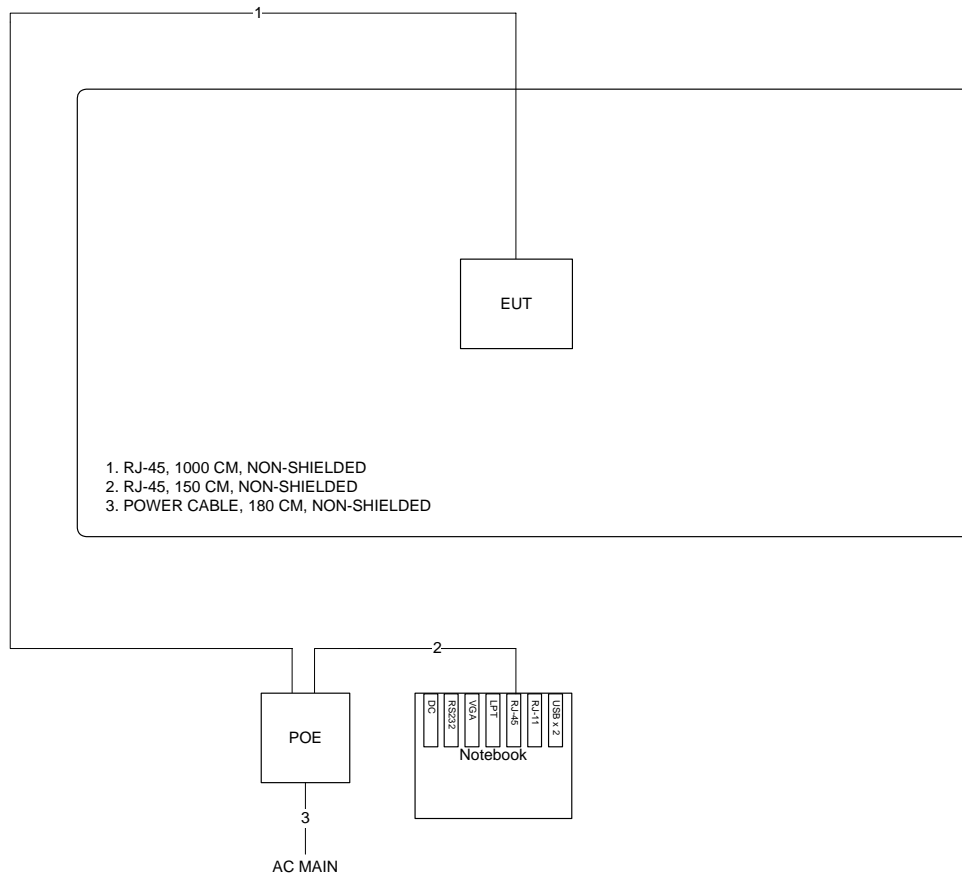 1
EUT
1. RJ-45, 1000 CM, NON-SHIELDED
2. RJ-45, 150 CM, NON-SHIELDED
3. POWER CABLE, 180 CM, NON-SHIELDED
2
POE
DC
RS232
VGA
LPT
RJ-45
RJ-11
USB x 2
Notebook
3
AC MAIN